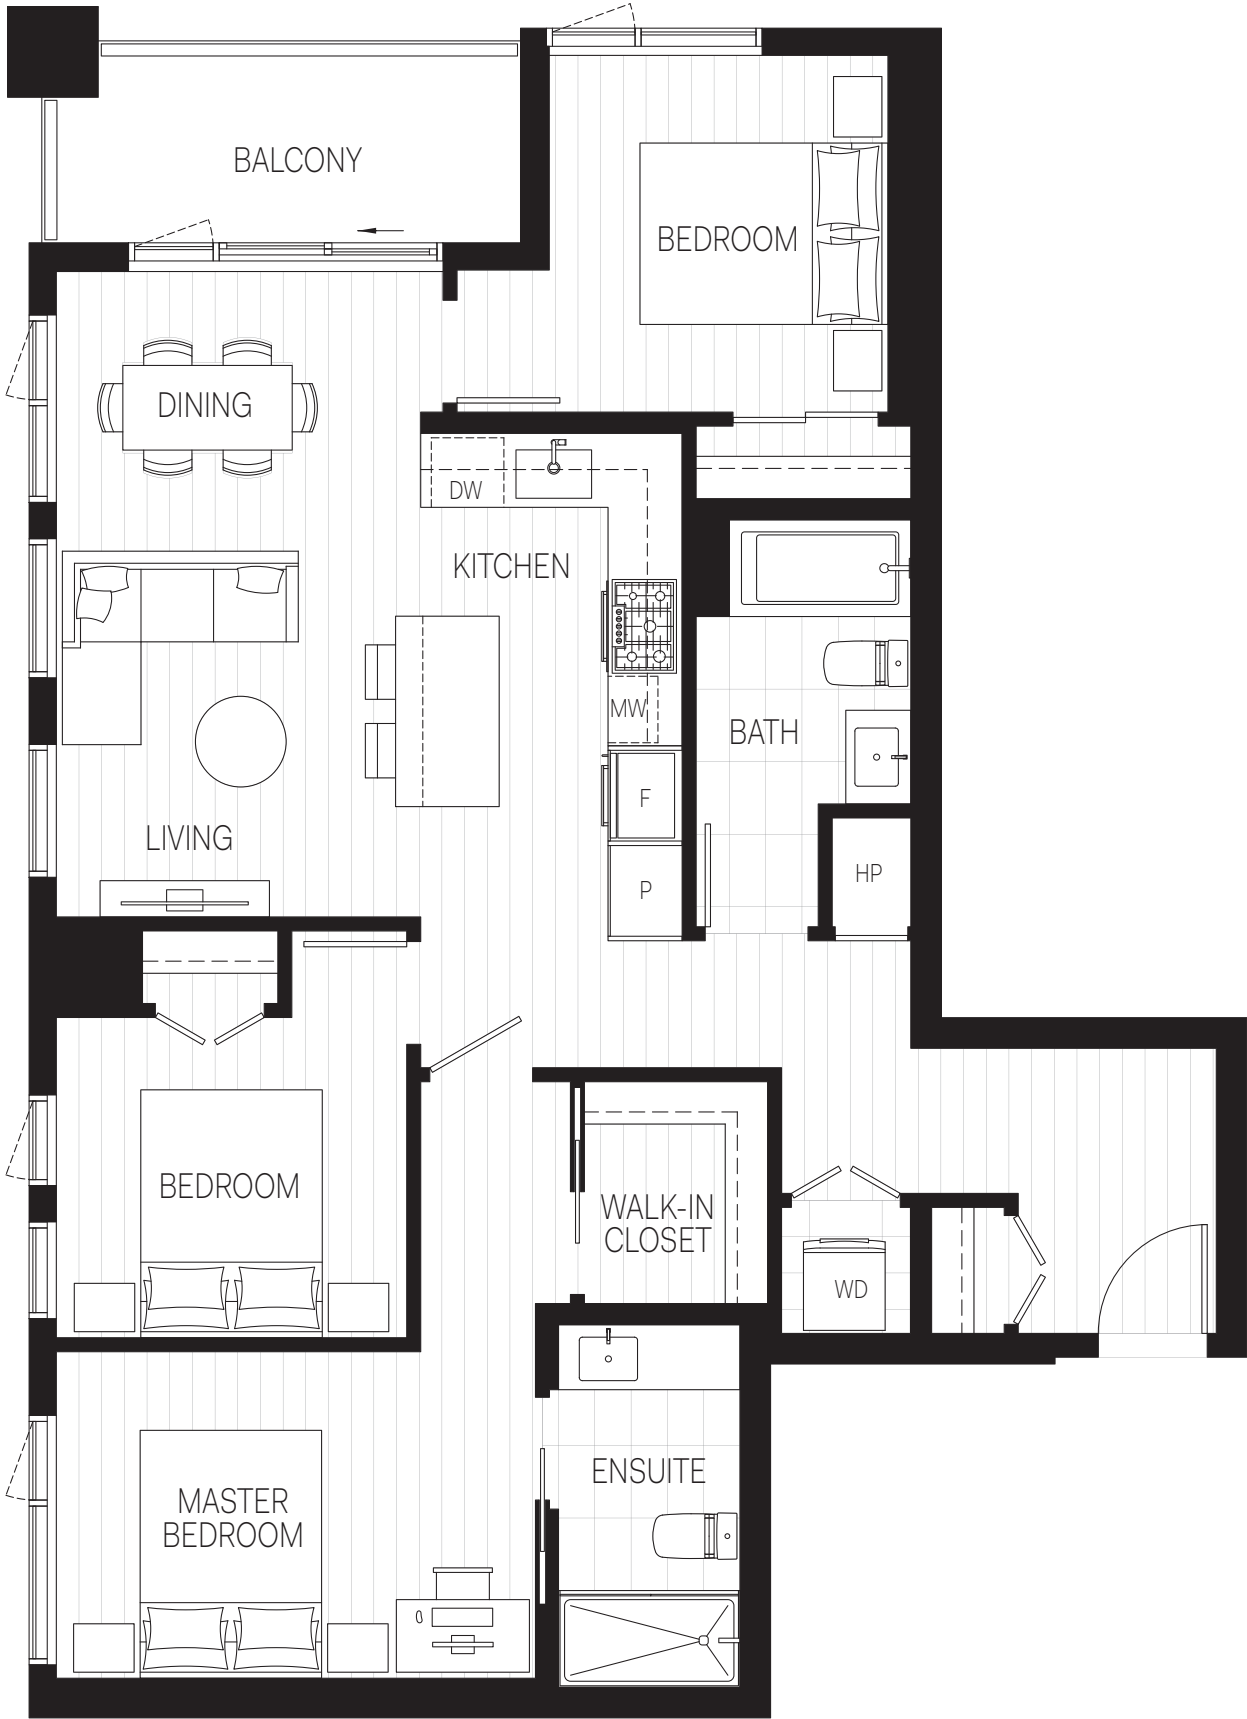 BALCONY
BEDROOM
DINING
DW
KITCHEN
MW
BATH
F
LIVING
HP
P
BEDROOM
WALK-IN
CLOSET
WD
ENSUITE
MASTER
BEDROOM